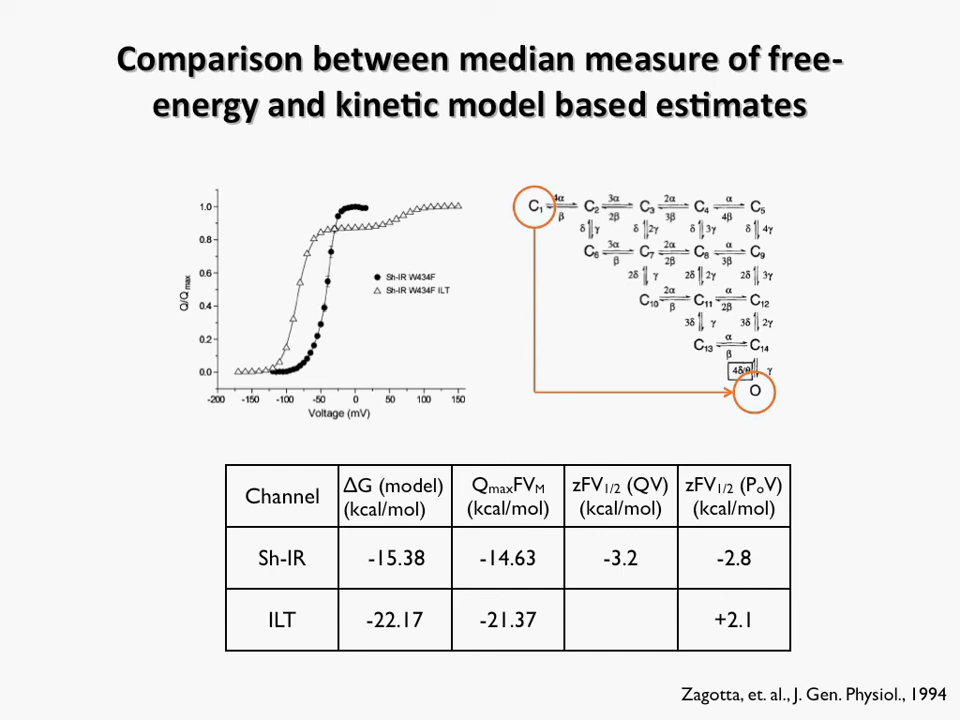 Comparison between median measure of free-
energy and kinetic model based estimates
1.0
0.8
0.6
0.4
0.2
0.0
Q/Qmax
-200 -150 -100 -50 0 50 100 150
Voltage (mV)
Sh-IR W434F
Sh-IR W434F ILT
4α 3α 2α α
C1 C2 C3 C4 C5
β 2β 3β 4β
δ γ δ 2γ δ 3γ δ 4γ
3α 2α α
C6 C7 C8 C9
β 2β 3β
2δ γ 2δ 2γ 2δ 3γ
2α α
C10 C11 C12
β 2β
3δ γ 3δ 2γ
α
C13 C14
β
γ
O
Channel ΔG (model) (kcal/mol) QmaxFVM (kcal/mol) zFV1/2 (QV) (kcal/mol) zFV1/2 (PoV) (kcal/mol)
Sh-IR -15.38 -14.63 -3.2 -2.8
ILT -22.17 -21.37 +2.1
Zagotta, et. al., J. Gen. Physiol., 1994